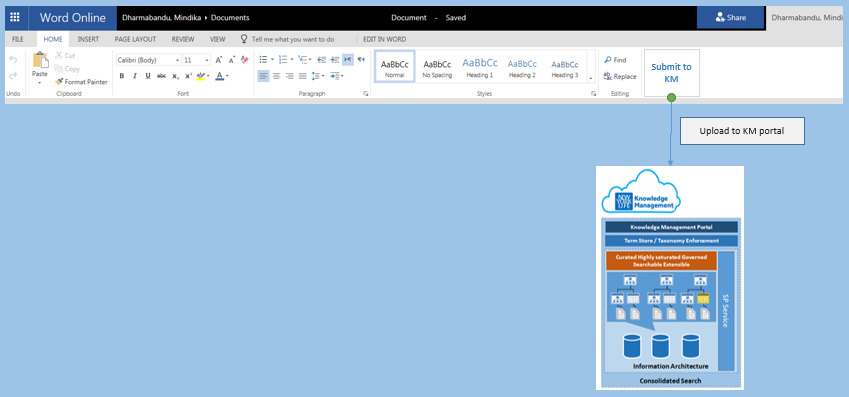 Word Online
Dharmabandu, Mindika ▸ Documents
Document - Saved
Share
Dharmabandu, Mindi
FILE HOME INSERT PAGE LAYOUT REVIEW VIEW Tell me what you want to do EDIT IN WORD
Undo
Paste
Cut
Copy
Format Painter
Clipboard
Calibri (Body) 11
B I U abc x₂ x² A
Font
Paragraph
AaBbCc AaBbCc AaBbCc AaBbCc AaBbCc
Normal No Spacing Heading 1 Heading 2 Heading 3
Styles
Find
Replace
Editing
Submit to
KM
Upload to KM portal
NEW
YORK
LIFE
Knowledge
Management
Knowledge Management Portal
Term Store / Taxonomy Enforcement
Curated Highly saturated Governed
Searchable Extensible
SP Service
Information Architecture
Consolidated Search